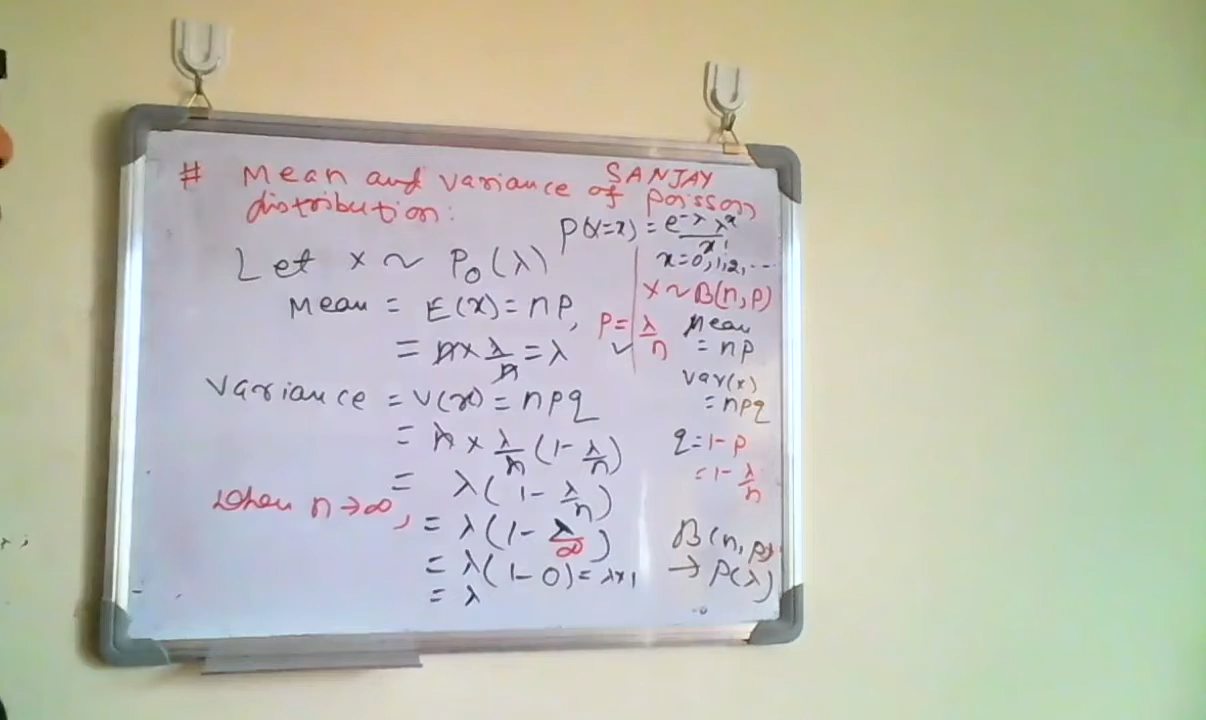 SANJAY
# Mean and variance of poisson
distribution:
P(X=x) = e^-λ λ^x / x!
x=0,1,2,...
Let x ~ Po(λ)
X ~ B(n, p)
Mean = E(x) = np, p = λ/n
Mean
= np
= n × λ/n = λ ✓
Var(x)
= npq
Variance = V(x) = npq
= n × λ/n (1 - λ/n)
q = 1 - p
= 1 - λ/n
= λ(1 - λ/n)
When n → ∞,
= λ(1 - λ/∞)
= λ(1 - 0) = λ×1
= λ
B(n, p)
→ P(λ)